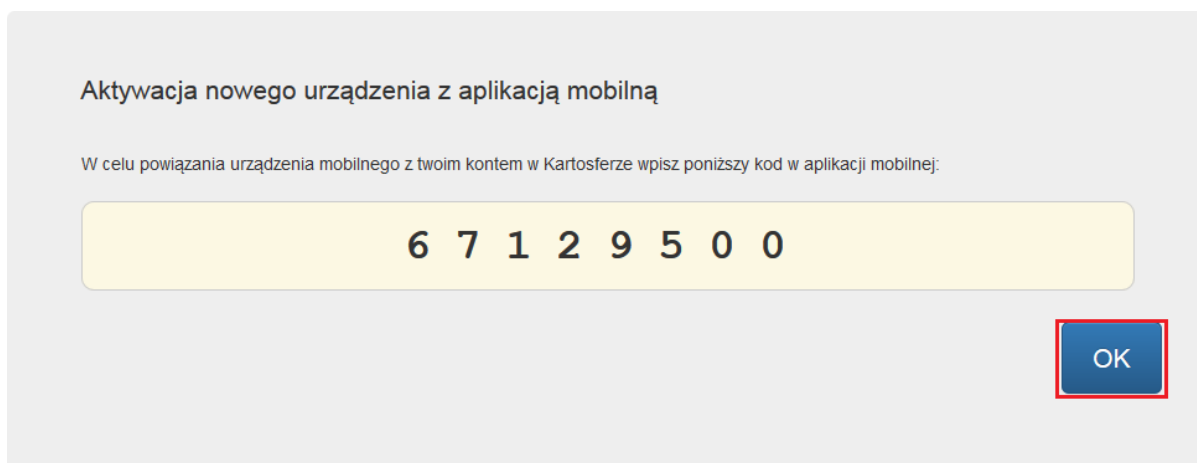 Aktywacja nowego urządzenia z aplikacją mobilną
W celu powiązania urządzenia mobilnego z twoim kontem w Kartosferze wpisz poniższy kod w aplikacji mobilnej:
6 7 1 2 9 5 0 0
OK